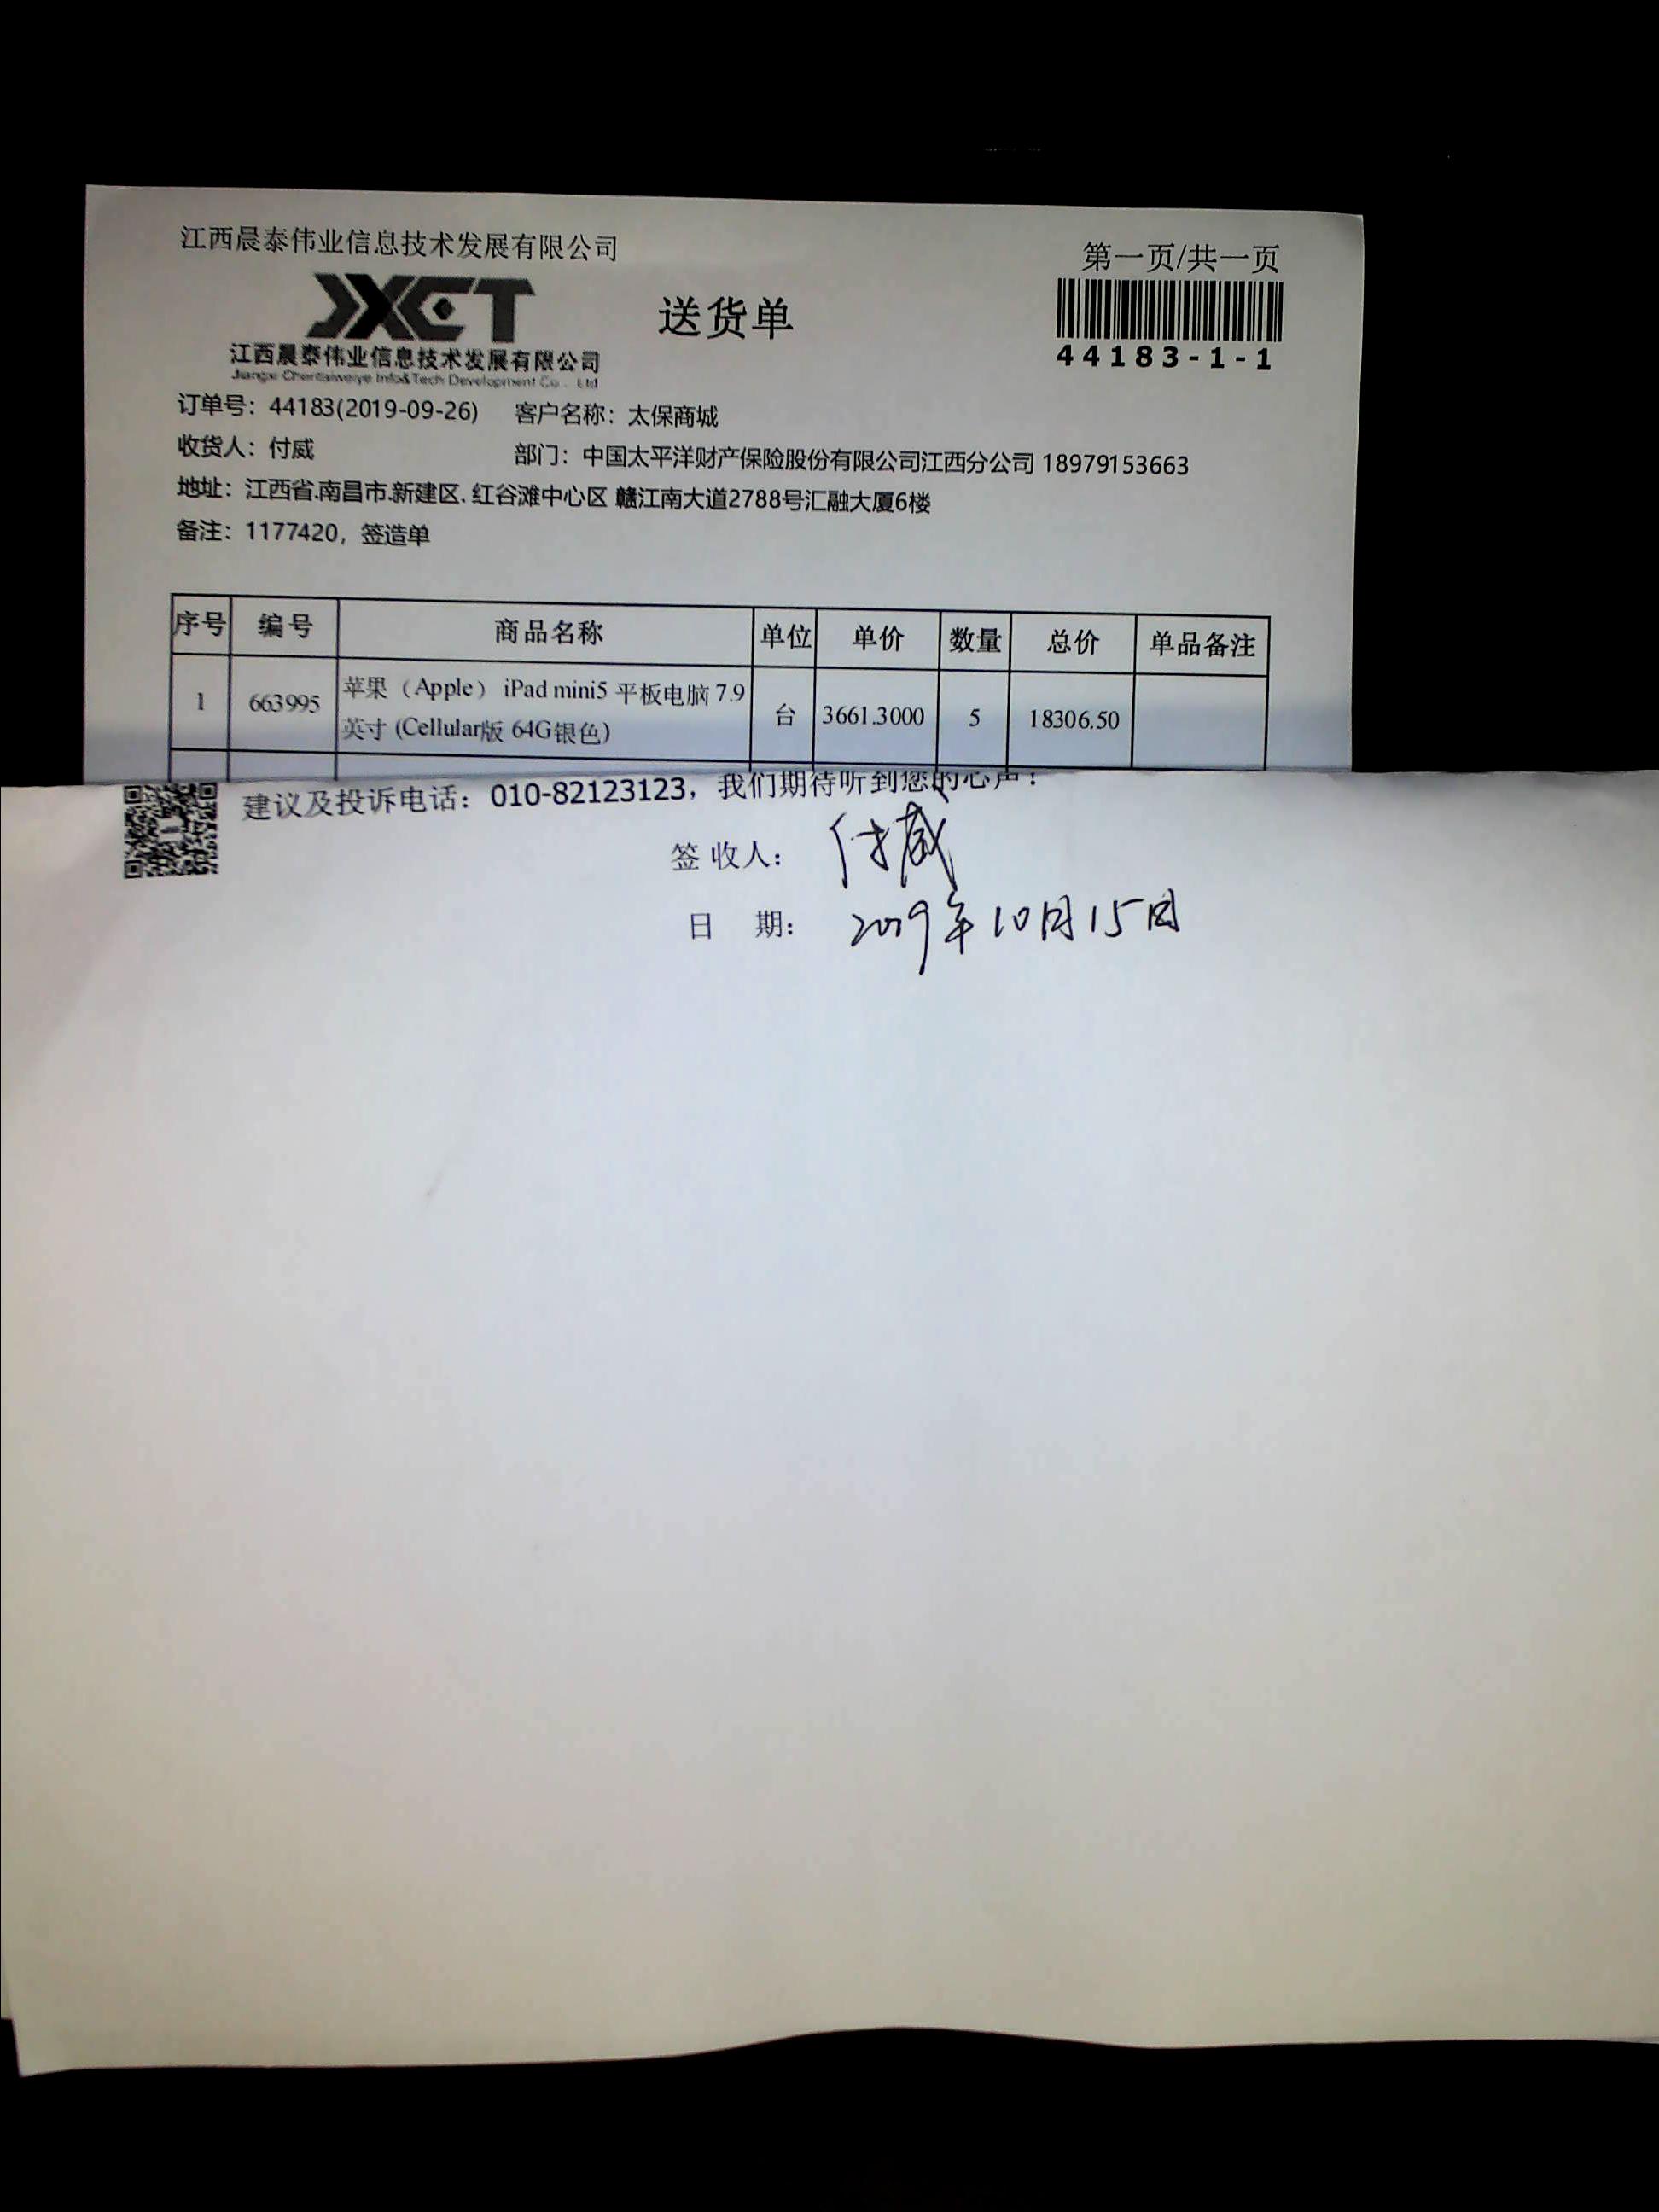 江西晨泰伟业信息技术发展有限公司
第一页/共一页
JXCT
送货单
江西晨泰伟业信息技术发展有限公司
Jiangxi Chentaiweiye Info&Tech Development Co., Ltd
44183-1-1
订单号：44183(2019-09-26) 客户名称：太保商城
收货人：付威 部门：中国太平洋财产保险股份有限公司江西分公司 18979153663
地址：江西省.南昌市.新建区. 红谷滩中心区 赣江南大道2788号汇融大厦6楼
备注：1177420，签造单
序号 编号 商品名称 单位 单价 数量 总价 单品备注
1 663995 苹果（Apple） iPad mini5 平板电脑 7.9 台 3661.3000 5 18306.50
英寸 (Cellular版 64G银色)
建议及投诉电话：010-82123123，我们期待听到您的心声！
签收人： 付威
日 期： 2019年10月15日